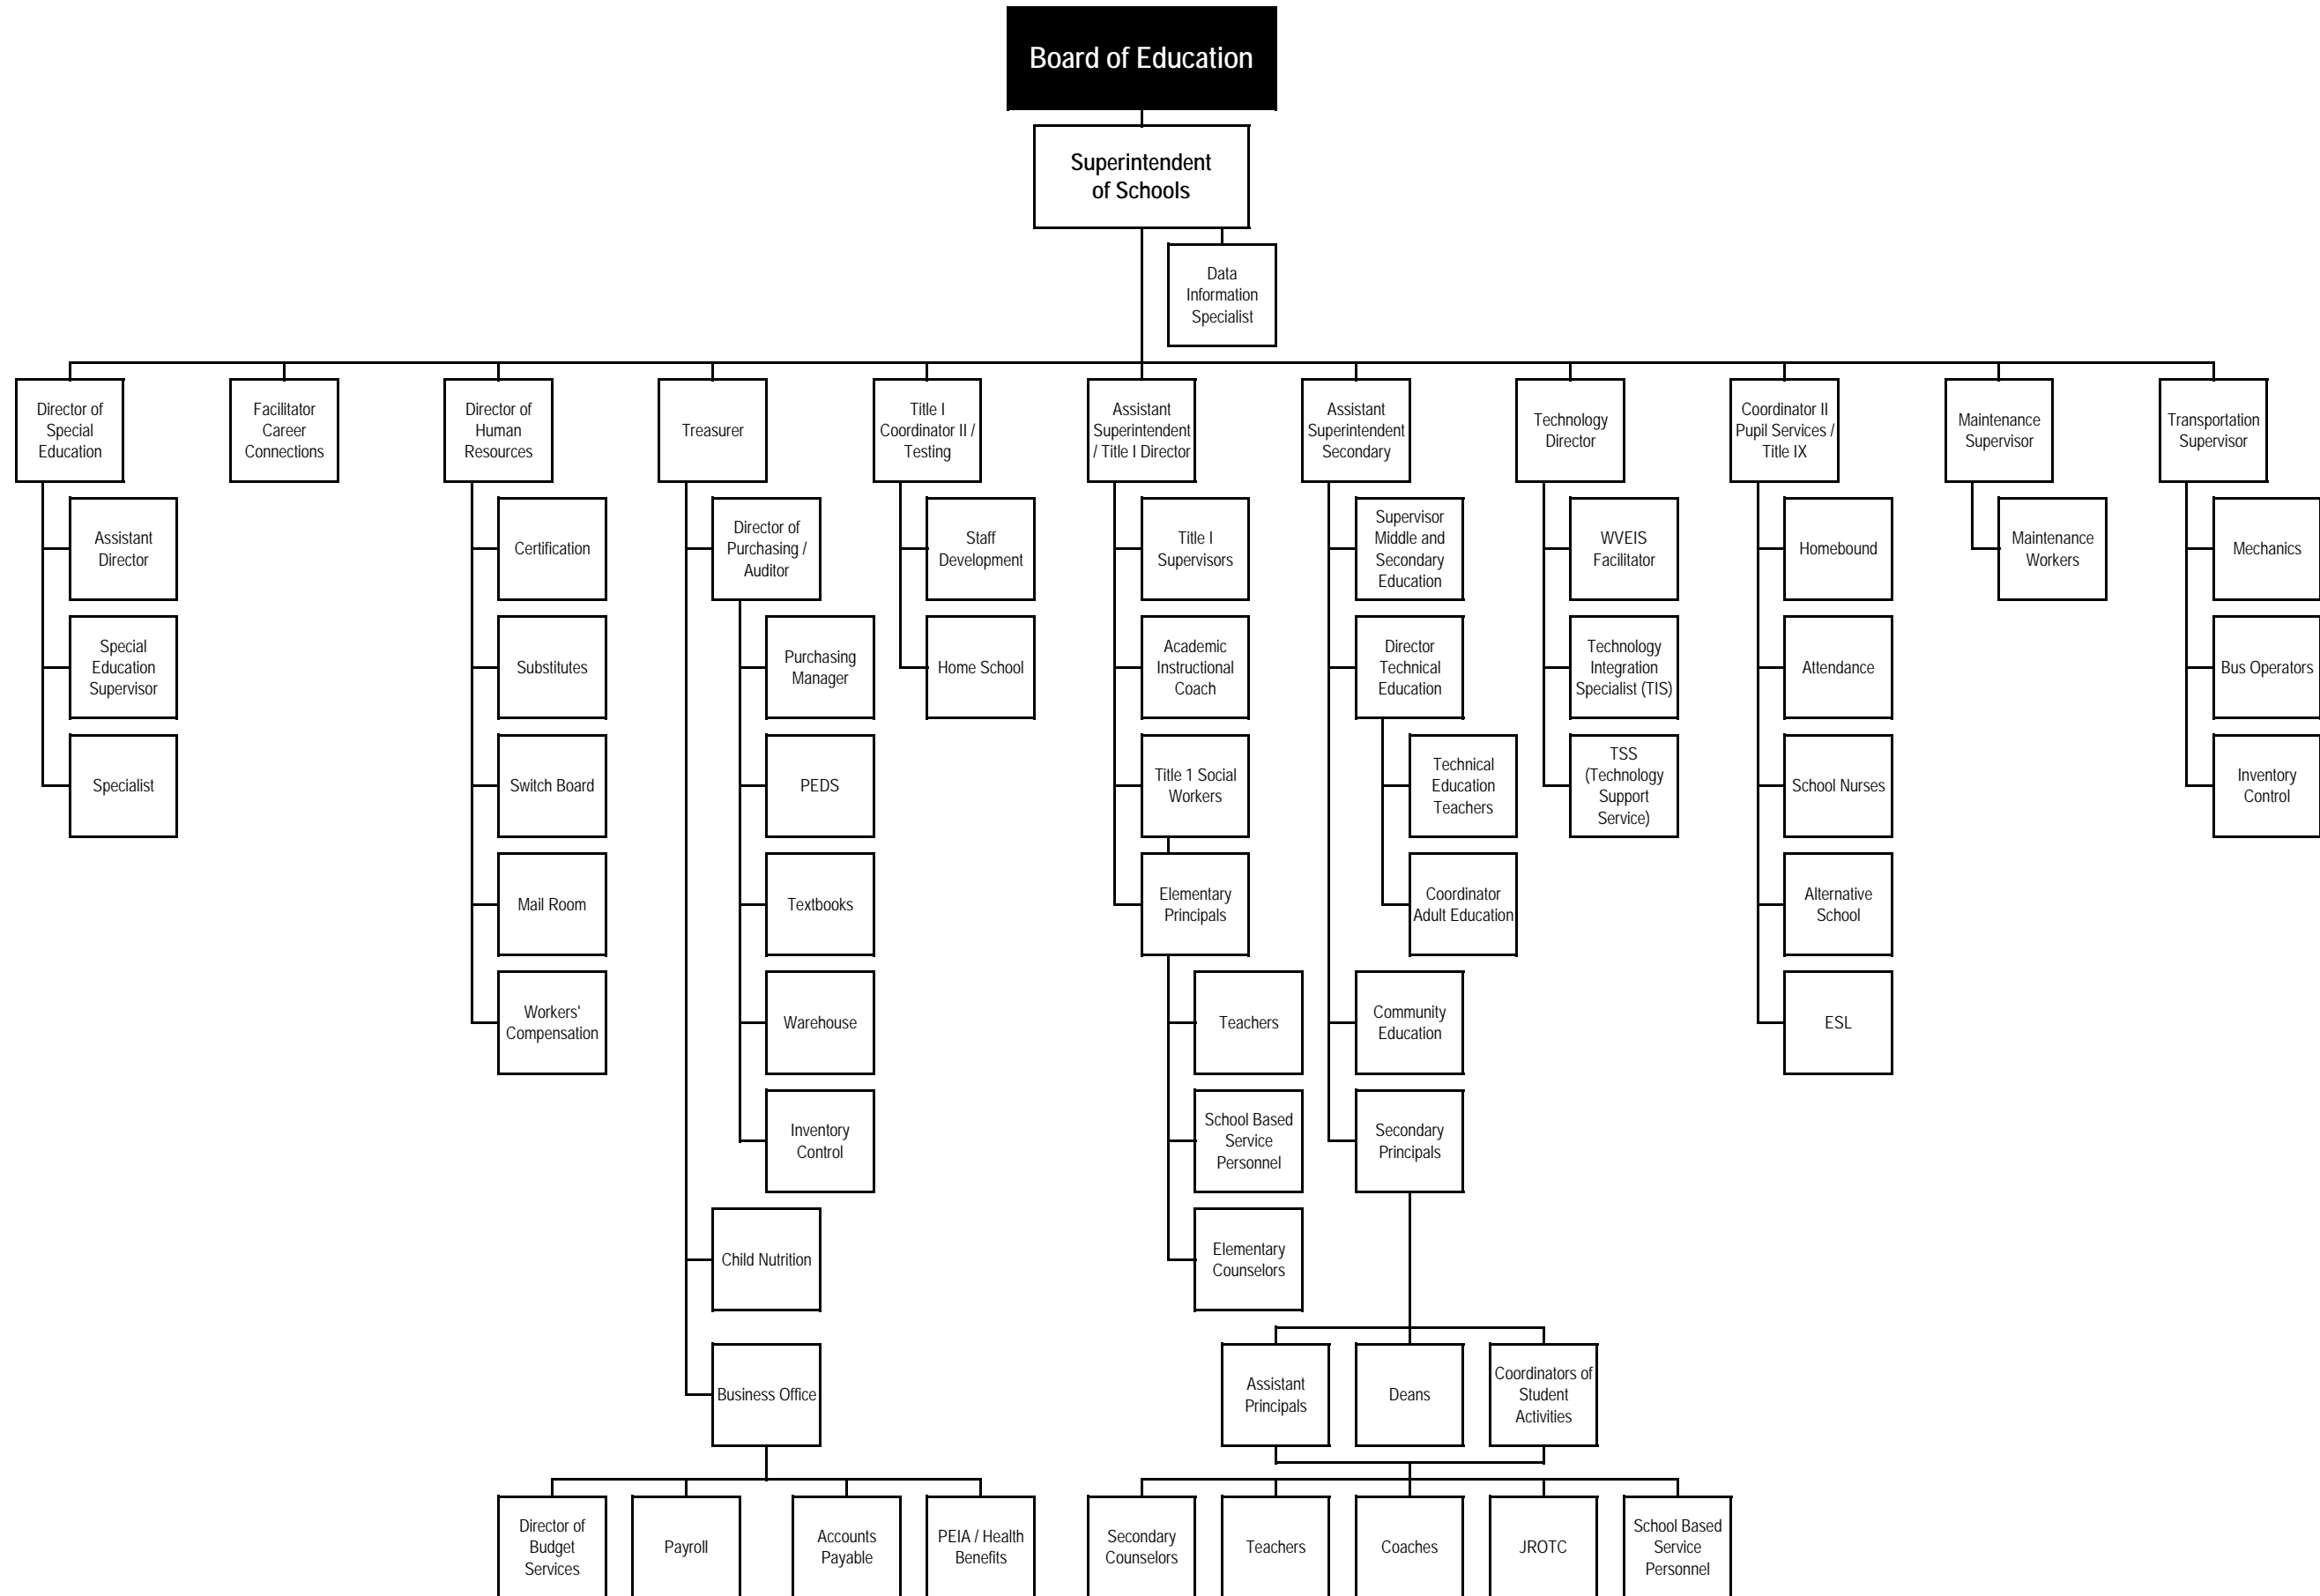 Board of Education
Superintendent
of Schools
Data
Information
Specialist
Director of
Special
Education
Facilitator
Career
Connections
Director of
Human
Resources
Treasurer
Title I
Coordinator II /
Testing
Assistant
Superintendent
/ Title I Director
Assistant
Superintendent
Secondary
Technology
Director
Coordinator II
Pupil Services /
Title IX
Maintenance
Supervisor
Transportation
Supervisor
Assistant
Director
Certification
Director of
Purchasing /
Auditor
Staff
Development
Title I
Supervisors
Supervisor
Middle and
Secondary
Education
WVEIS
Facilitator
Homebound
Maintenance
Workers
Mechanics
Special
Education
Supervisor
Substitutes
Purchasing
Manager
Home School
Academic
Instructional
Coach
Director
Technical
Education
Technology
Integration
Specialist (TIS)
Attendance
Bus Operators
Specialist
Switch Board
PEDS
Title 1 Social
Workers
Technical
Education
Teachers
TSS
(Technology
Support
Service)
School Nurses
Inventory
Control
Mail Room
Textbooks
Elementary
Principals
Coordinator
Adult Education
Alternative
School
Workers'
Compensation
Warehouse
Teachers
Community
Education
ESL
Inventory
Control
School Based
Service
Personnel
Secondary
Principals
Child Nutrition
Elementary
Counselors
Business Office
Assistant
Principals
Deans
Coordinators of
Student
Activities
Director of
Budget
Services
Payroll
Accounts
Payable
PEIA / Health
Benefits
Secondary
Counselors
Teachers
Coaches
JROTC
School Based
Service
Personnel